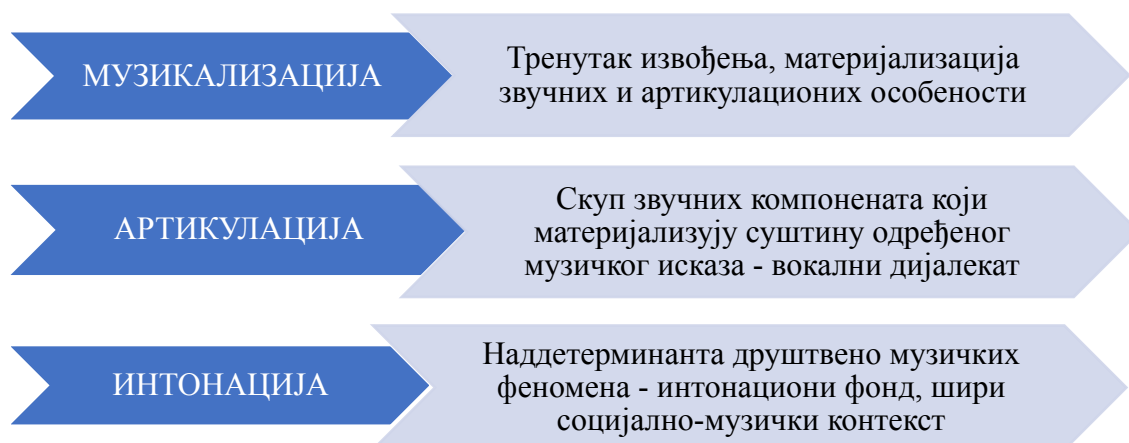 МУЗИКАЛИЗАЦИЈА
Тренутак извођења, материјализација
звучних и артикулационих особености
АРТИКУЛАЦИЈА
Скуп звучних компонената који
материјализују суштину одређеног
музичког исказа - вокални дијалекат
ИНТОНАЦИЈА
Наддетерминанта друштвено музичких
феномена - интонациони фонд, шири
социјално-музички контекст